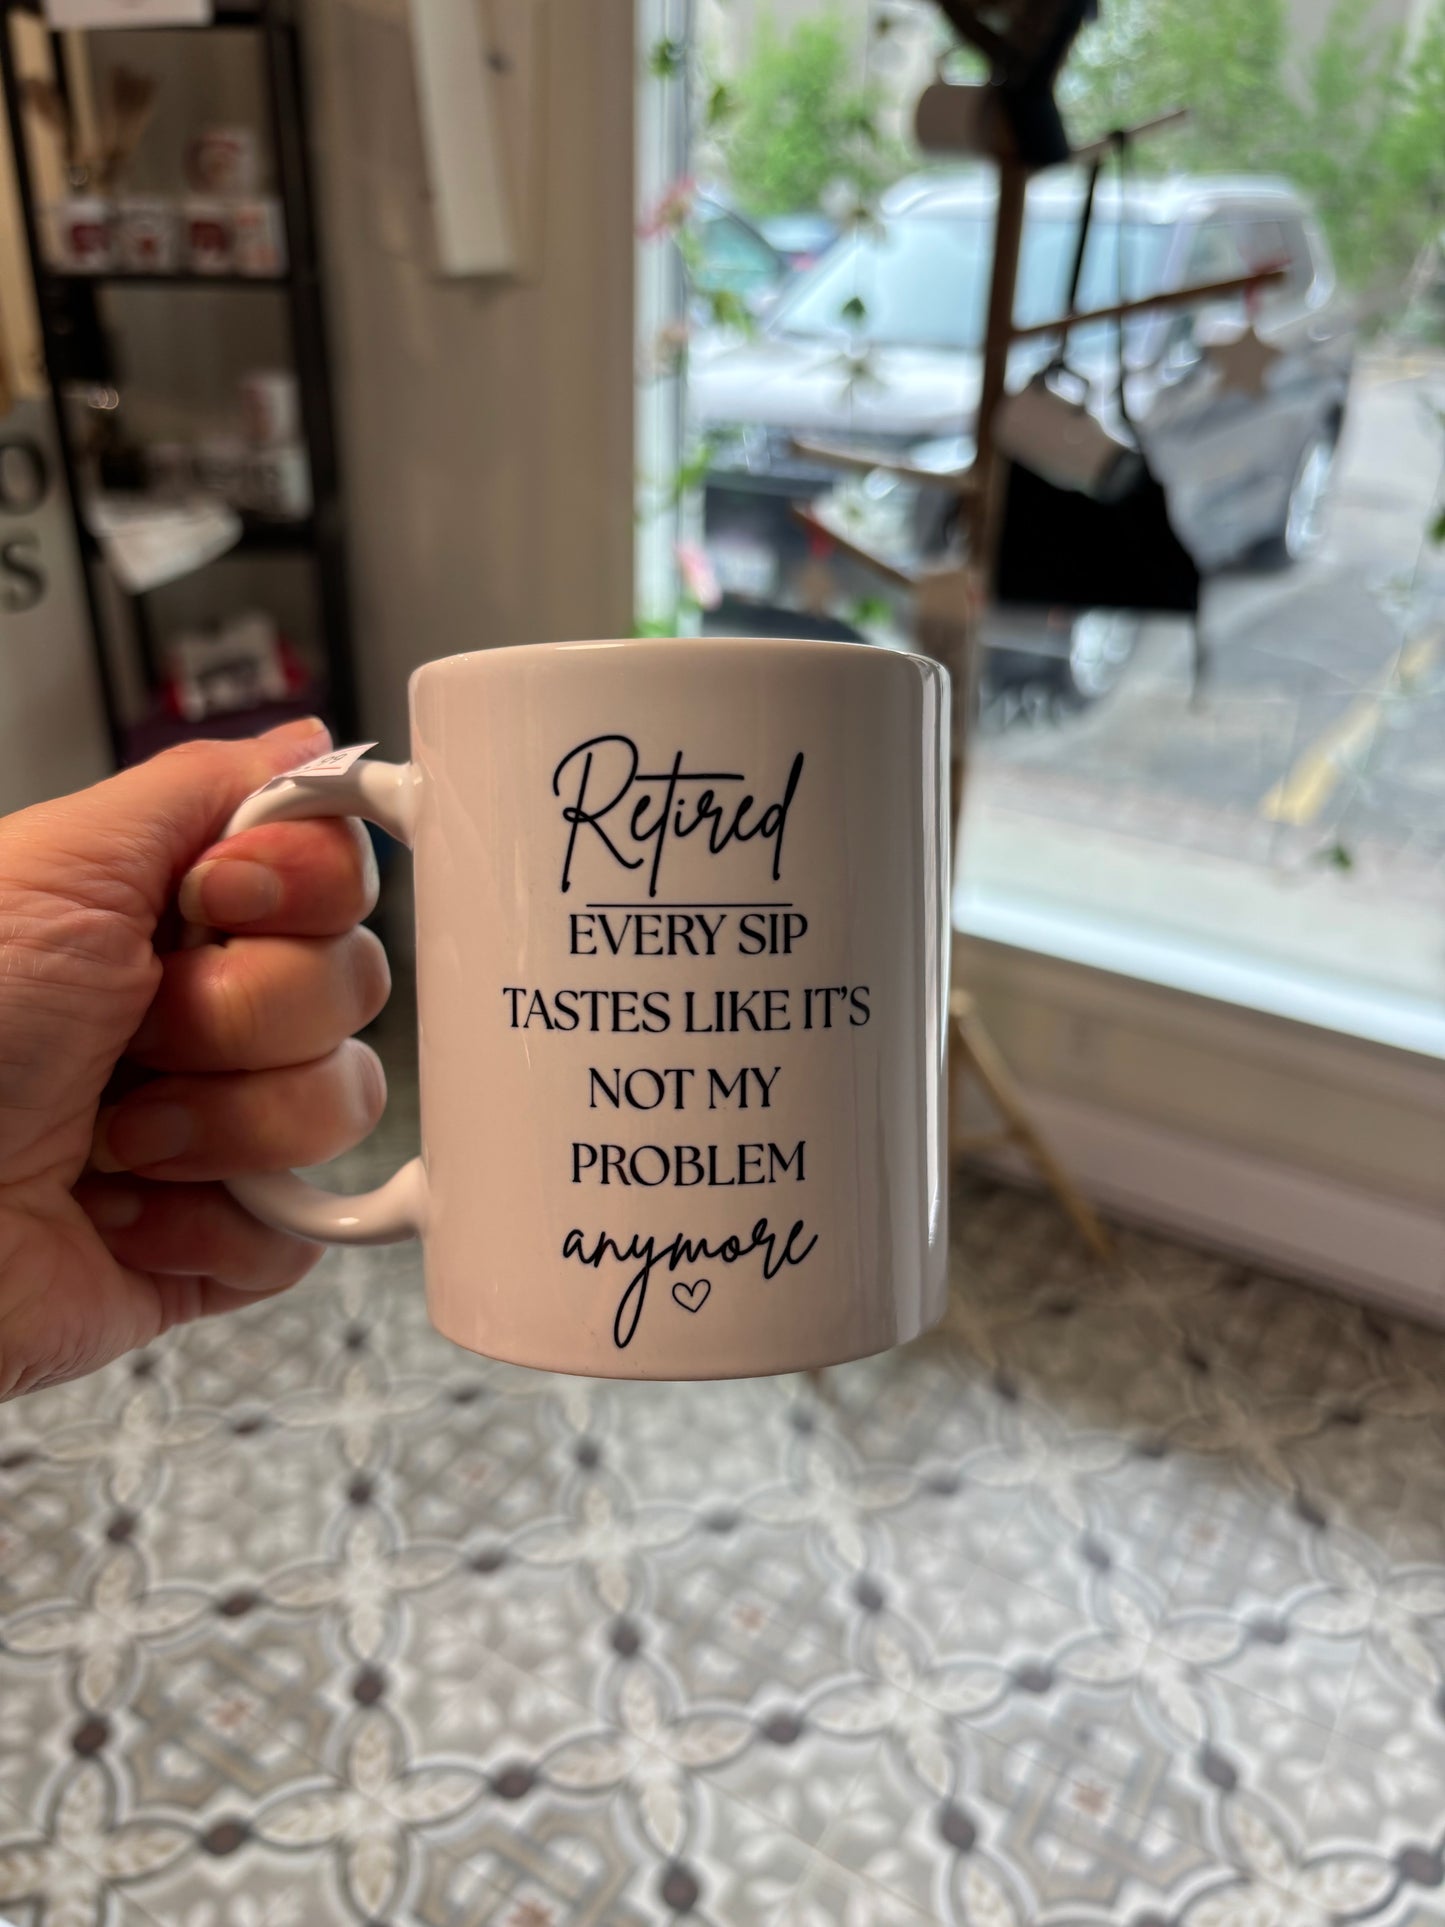 Retired
EVERY SIP
TASTES LIKE IT'S
NOT MY
PROBLEM
anymore
O
S